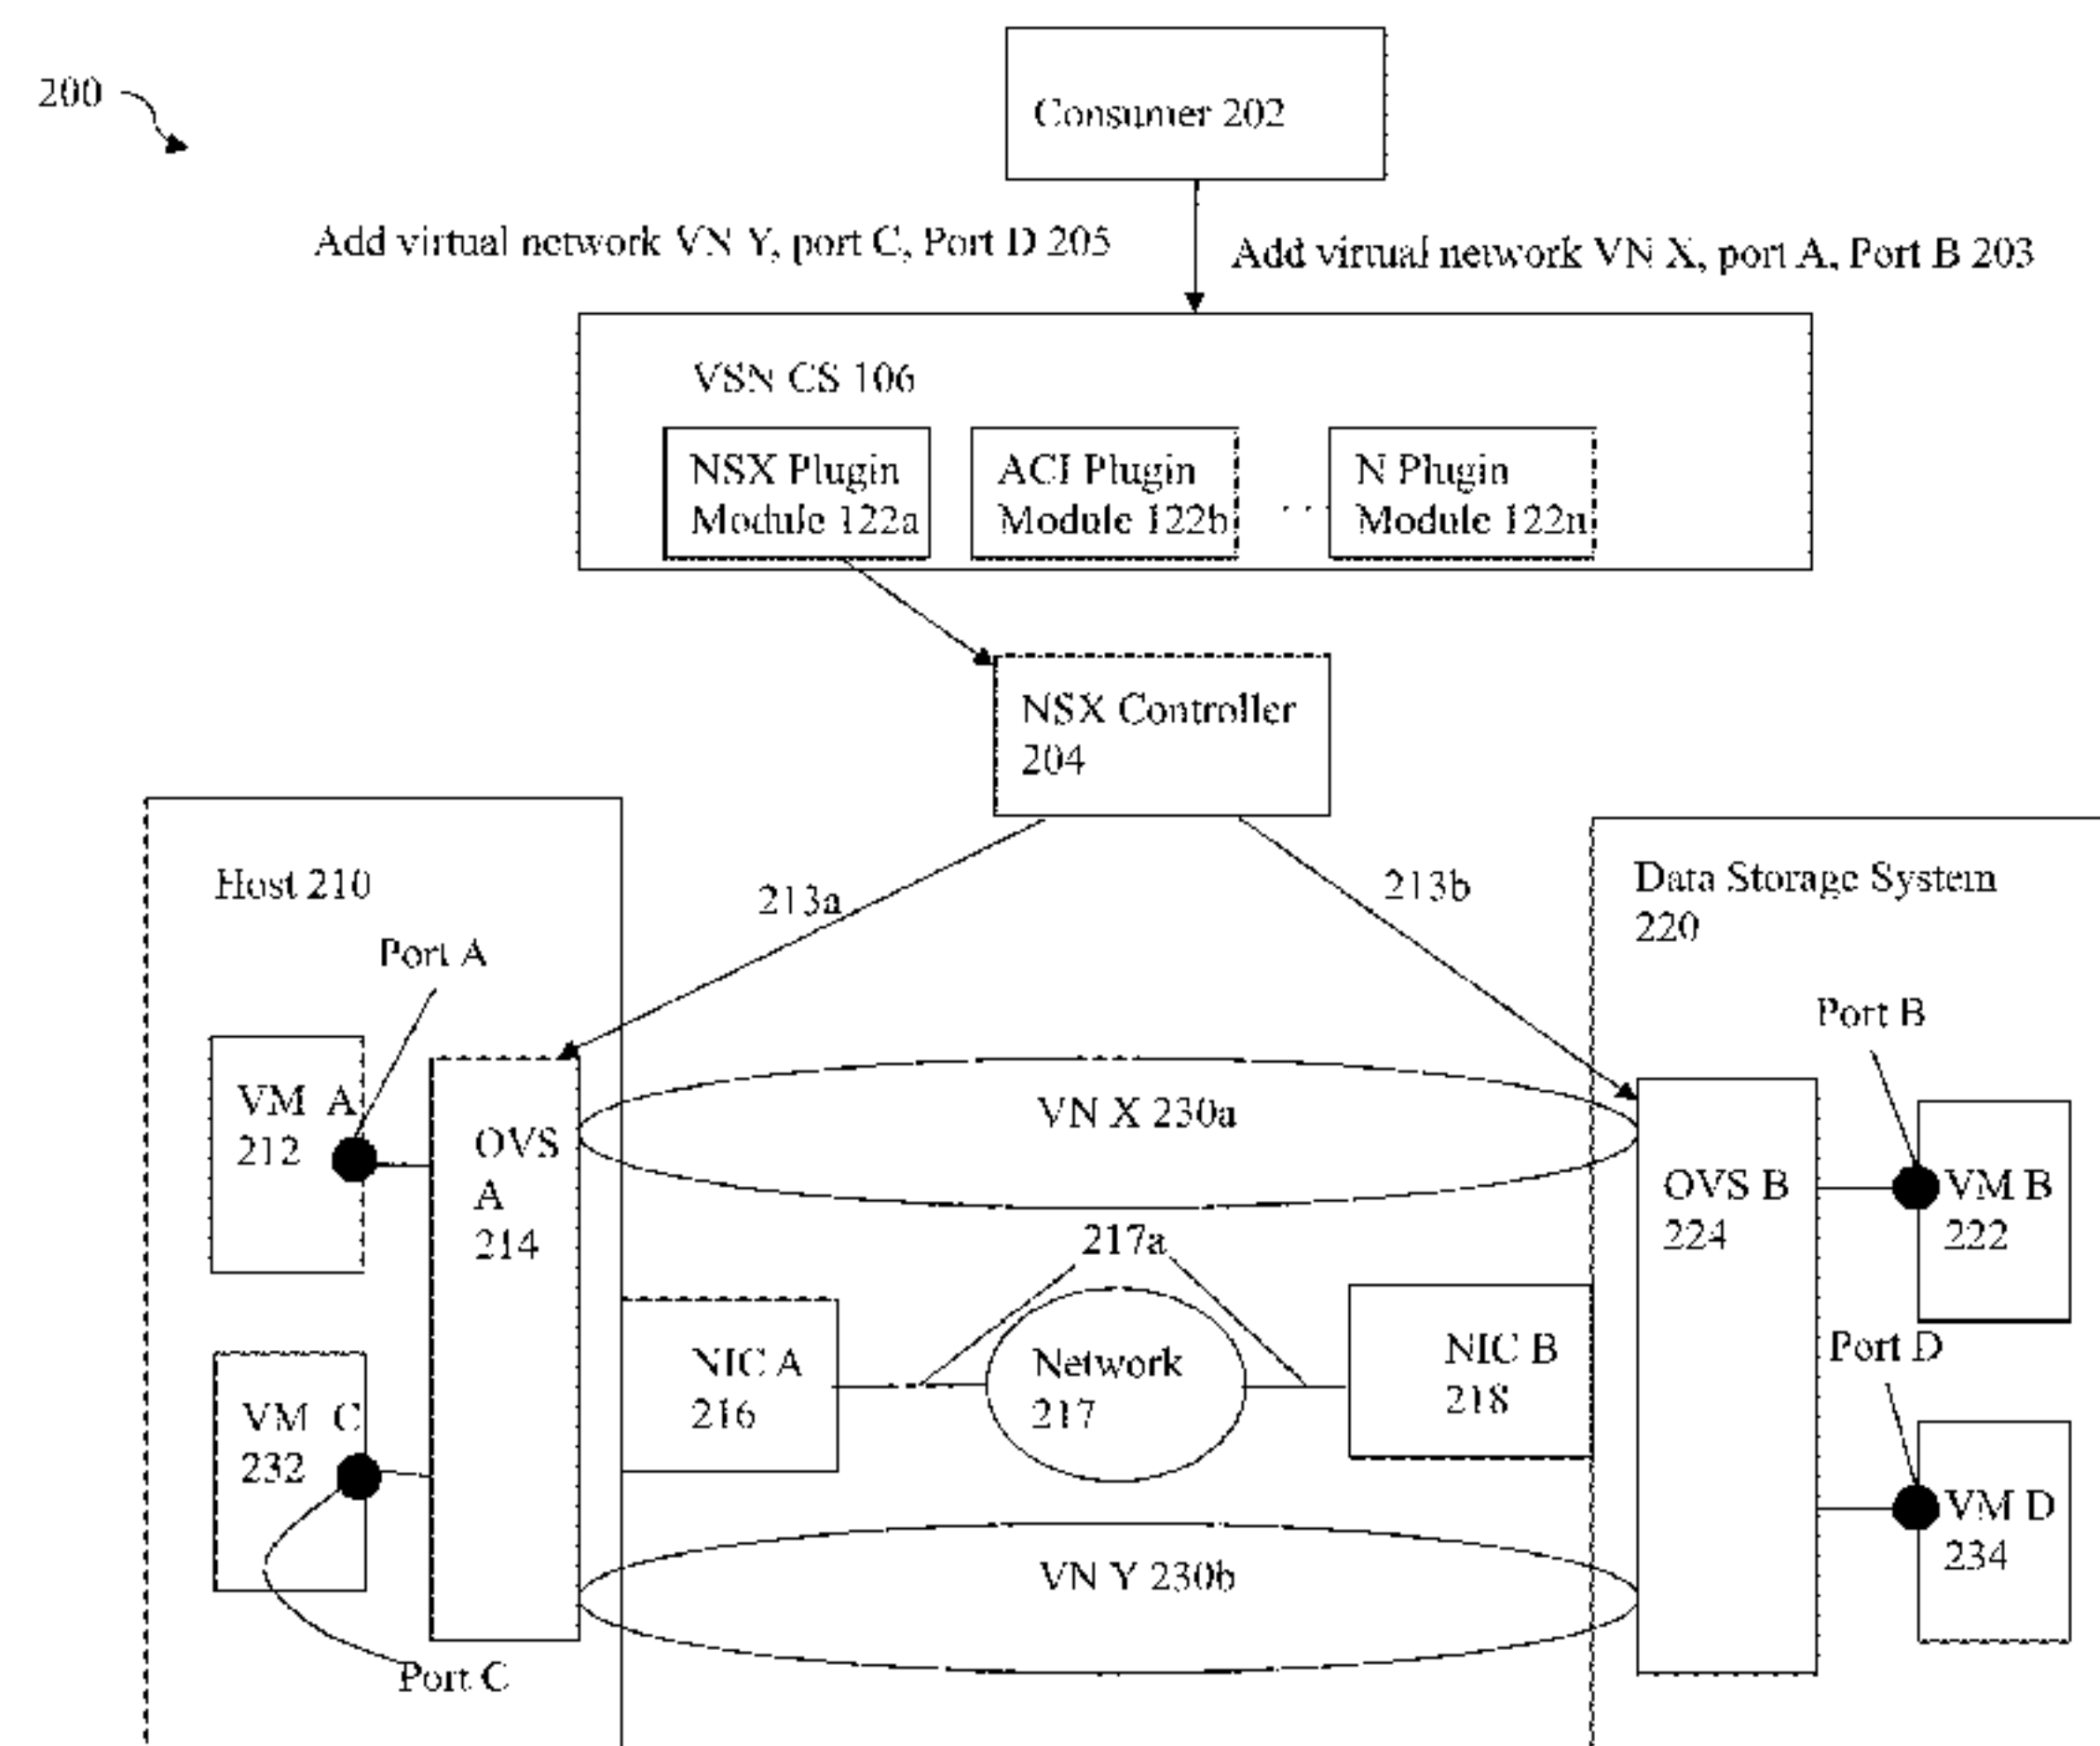 200
Consumer 202
Add virtual network VN Y, port C, Port D 205
Add virtual network VN X, port A, Port B 203
VSN CS 106
NSX Plugin
Module 122a
ACI Plugin
Module 122b
. . .
N Plugin
Module 122n
NSX Controller
204
Host 210
213a
213b
Data Storage System
220
Port A
Port B
VM A
212
OVS
A
214
VN X 230a
OVS B
224
VM B
222
217a
NIC A
216
Network
217
NIC B
218
Port D
VM C
232
VM D
234
VN Y 230b
Port C